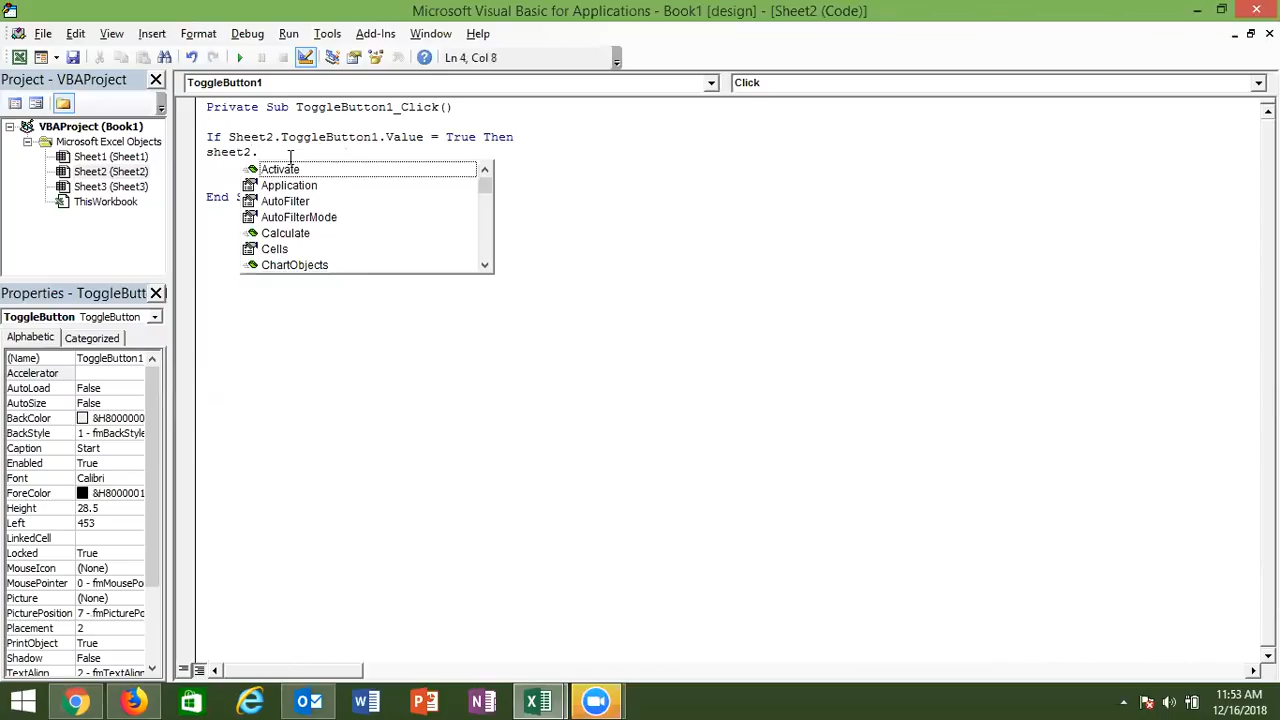 Microsoft Visual Basic for Applications - Book1 [design] - [Sheet2 (Code)]
File Edit View Insert Format Debug Run Tools Add-Ins Window Help
Ln 4, Col 8
Project - VBAProject
ToggleButton1 Click
VBAProject (Book1)
Microsoft Excel Objects
Sheet1 (Sheet1)
Sheet2 (Sheet2)
Sheet3 (Sheet3)
ThisWorkbook
Private Sub ToggleButton1_Click()
If Sheet2.ToggleButton1.Value = True Then
sheet2.
Activate
Application
AutoFilter
AutoFilterMode
Calculate
Cells
ChartObjects
End S
Properties - ToggleButt
ToggleButton ToggleButton
Alphabetic Categorized
(Name) ToggleButton1
Accelerator
AutoLoad False
AutoSize False
BackColor &H8000000
BackStyle 1 - fmBackStyle
Caption Start
Enabled True
Font Calibri
ForeColor &H8000001
Height 28.5
Left 453
LinkedCell
Locked True
MouseIcon (None)
MousePointer 0 - fmMousePo
Picture (None)
PicturePosition 7 - fmPicturePo
Placement 2
PrintObject True
Shadow False
TextAlign 2 - fmTextAlign
11:53 AM
12/16/2018